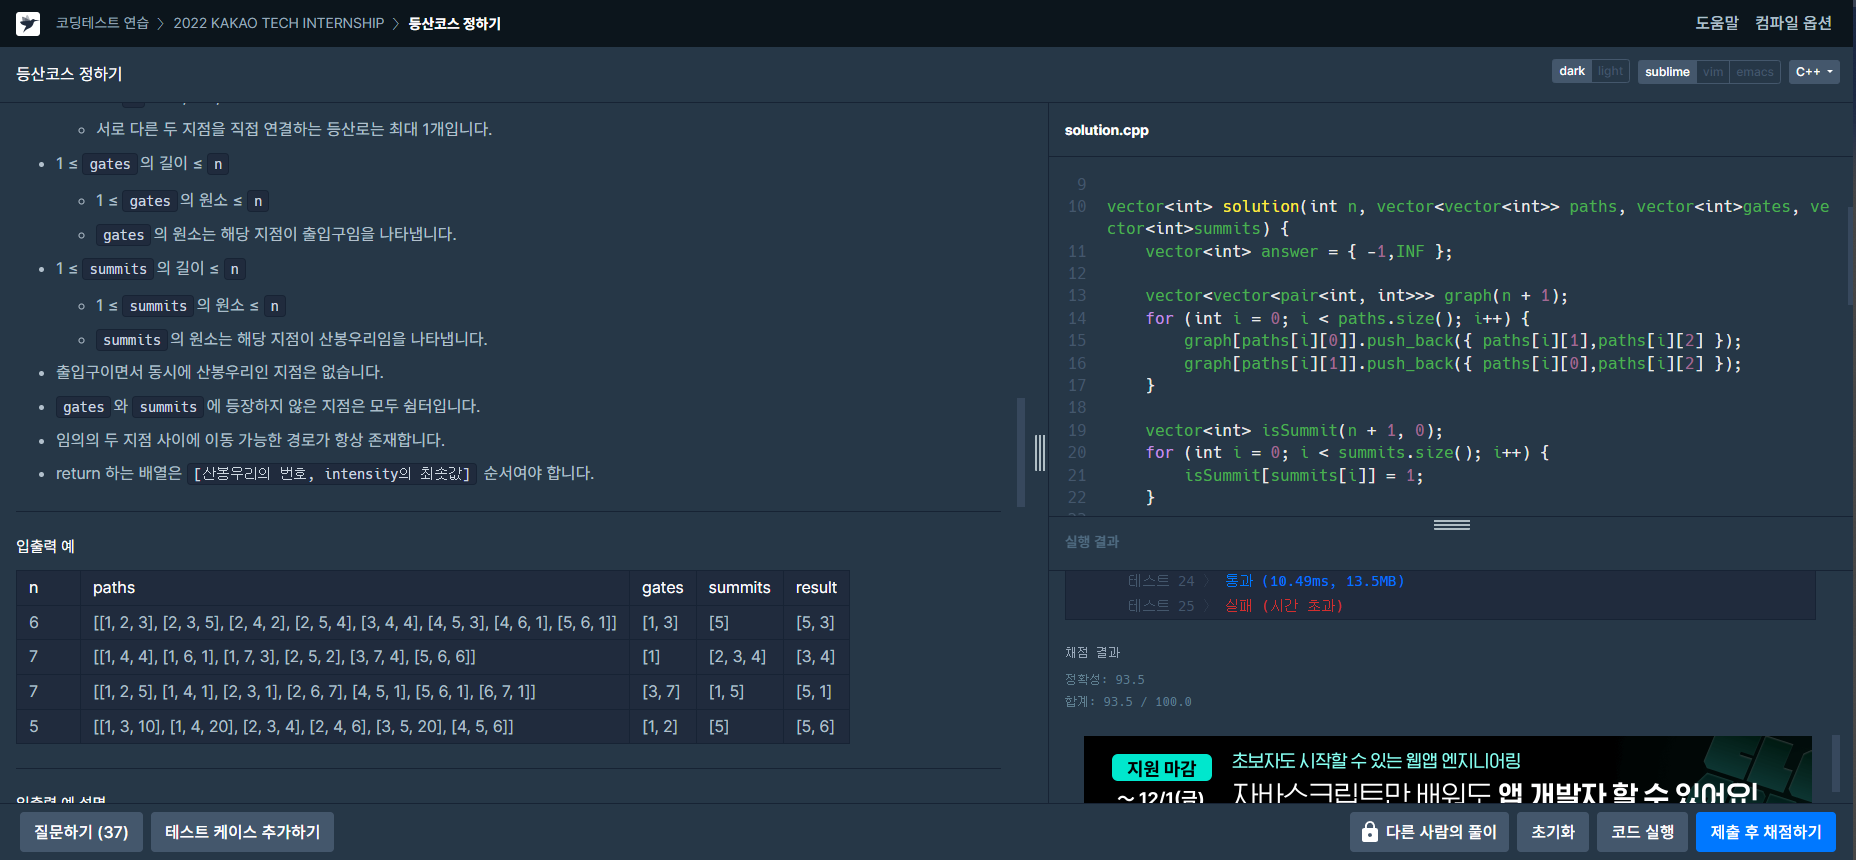 코딩테스트 연습 〉 2022 KAKAO TECH INTERNSHIP 〉 등산코스 정하기
도움말 컴파일 옵션
등산코스 정하기
dark light sublime vim emacs C++
서로 다른 두 지점을 직접 연결하는 등산로는 최대 1개입니다.
1 ≤ gates 의 길이 ≤ n
1 ≤ gates 의 원소 ≤ n
gates 의 원소는 해당 지점이 출입구임을 나타냅니다.
1 ≤ summits 의 길이 ≤ n
1 ≤ summits 의 원소 ≤ n
summits 의 원소는 해당 지점이 산봉우리임을 나타냅니다.
출입구이면서 동시에 산봉우리인 지점은 없습니다.
gates 와 summits 에 등장하지 않은 지점은 모두 쉼터입니다.
임의의 두 지점 사이에 이동 가능한 경로가 항상 존재합니다.
return 하는 배열은 [산봉우리의 번호, intensity의 최솟값] 순서여야 합니다.
입출력 예
n paths gates summits result
6 [[1, 2, 3], [2, 3, 5], [2, 4, 2], [2, 5, 4], [3, 4, 4], [4, 5, 3], [4, 6, 1], [5, 6, 1]] [1, 3] [5] [5, 3]
7 [[1, 4, 4], [1, 6, 1], [1, 7, 3], [2, 5, 2], [3, 7, 4], [5, 6, 6]] [1] [2, 3, 4] [3, 4]
7 [[1, 2, 5], [1, 4, 1], [2, 3, 1], [2, 6, 7], [4, 5, 1], [5, 6, 1], [6, 7, 1]] [3, 7] [1, 5] [5, 1]
5 [[1, 3, 10], [1, 4, 20], [2, 3, 4], [2, 4, 6], [3, 5, 20], [4, 5, 6]] [1, 2] [5] [5, 6]
입출력 예 설명
solution.cpp
9
10 vector<int> solution(int n, vector<vector<int>> paths, vector<int>gates, ve
ctor<int>summits) {
11 vector<int> answer = { -1,INF };
12
13 vector<vector<pair<int, int>>> graph(n + 1);
14 for (int i = 0; i < paths.size(); i++) {
15 graph[paths[i][0]].push_back({ paths[i][1],paths[i][2] });
16 graph[paths[i][1]].push_back({ paths[i][0],paths[i][2] });
17 }
18
19 vector<int> isSummit(n + 1, 0);
20 for (int i = 0; i < summits.size(); i++) {
21 isSummit[summits[i]] = 1;
22 }
23
실행 결과
테스트 24 〉 통과 (10.49ms, 13.5MB)
테스트 25 〉 실패 (시간 초과)
채점 결과
정확성: 93.5
합계: 93.5 / 100.0
지원 마감
~ 12/1(금)
초보자도 시작할 수 있는 웹앱 엔지니어링
자바스크립트만 배워도 앱 개발자 할 수 있어요!
질문하기 (37) 테스트 케이스 추가하기
다른 사람의 풀이 초기화 코드 실행 제출 후 채점하기